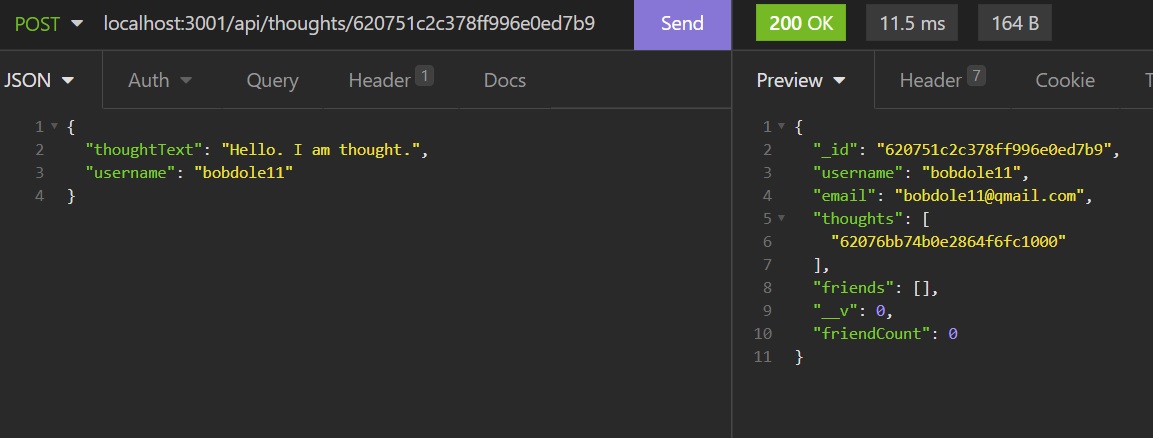 POST localhost:3001/api/thoughts/620751c2c378ff996e0ed7b9 Send
JSON Auth Query Header 1 Docs
1 {
2 "thoughtText": "Hello. I am thought.",
3 "username": "bobdole11"
4 }
200 OK 11.5 ms 164 B
Preview Header 7 Cookie T
1 {
2 "_id": "620751c2c378ff996e0ed7b9",
3 "username": "bobdole11",
4 "email": "bobdole11@qmail.com",
5 "thoughts": [
6 "62076bb74b0e2864f6fc1000"
7 ],
8 "friends": [],
9 "__v": 0,
10 "friendCount": 0
11 }